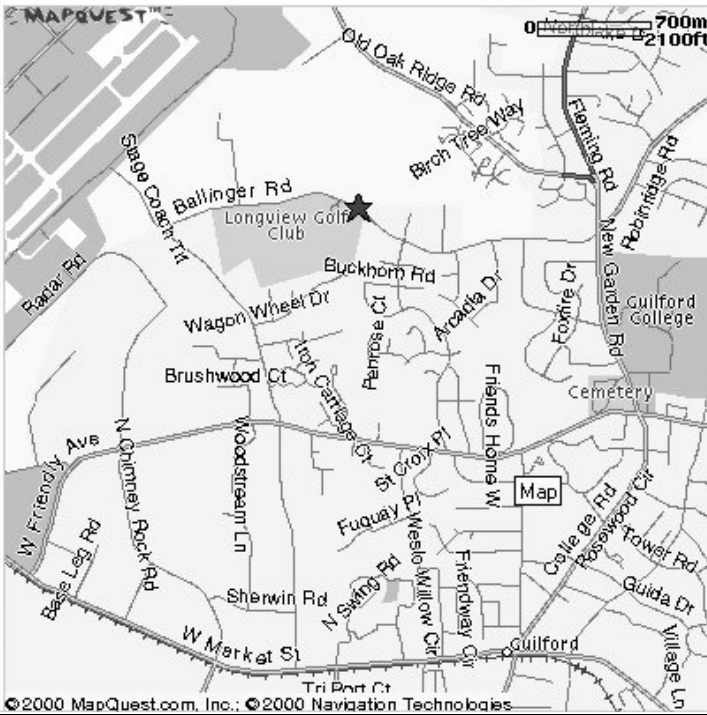 MAPQUEST™
0 700m
2100ft
Old Oak Ridge Rd
Fleming Rd
Birch Tree Way
Robinridge Rd
Stage Coach Trl
Ballinger Rd
Longview Golf
Club
New Garden Rd
Buckhorn Rd
Radar Rd
Arcadia Dr
Foxfire Dr
Guilford
College
Wagon Wheel Dr
Penrose Ct
Iron Carriage Ct
Brushwood Ct
Cemetery
Friends Home W
W Friendly Ave
N Chimney Rock Rd
Woodstream Ln
St Croix Pl
Map
Fuquay Pl
College Rd
Rosewood Cir
Tower Rd
Base Leg Rd
Weslo Willow Cir
Friendway Cir
N Swing Rd
Sherwin Rd
Guida Dr
Village Ln
W Market St
Guilford
Tri Port Ct
©2000 MapQuest.com, Inc.; ©2000 Navigation Technologies